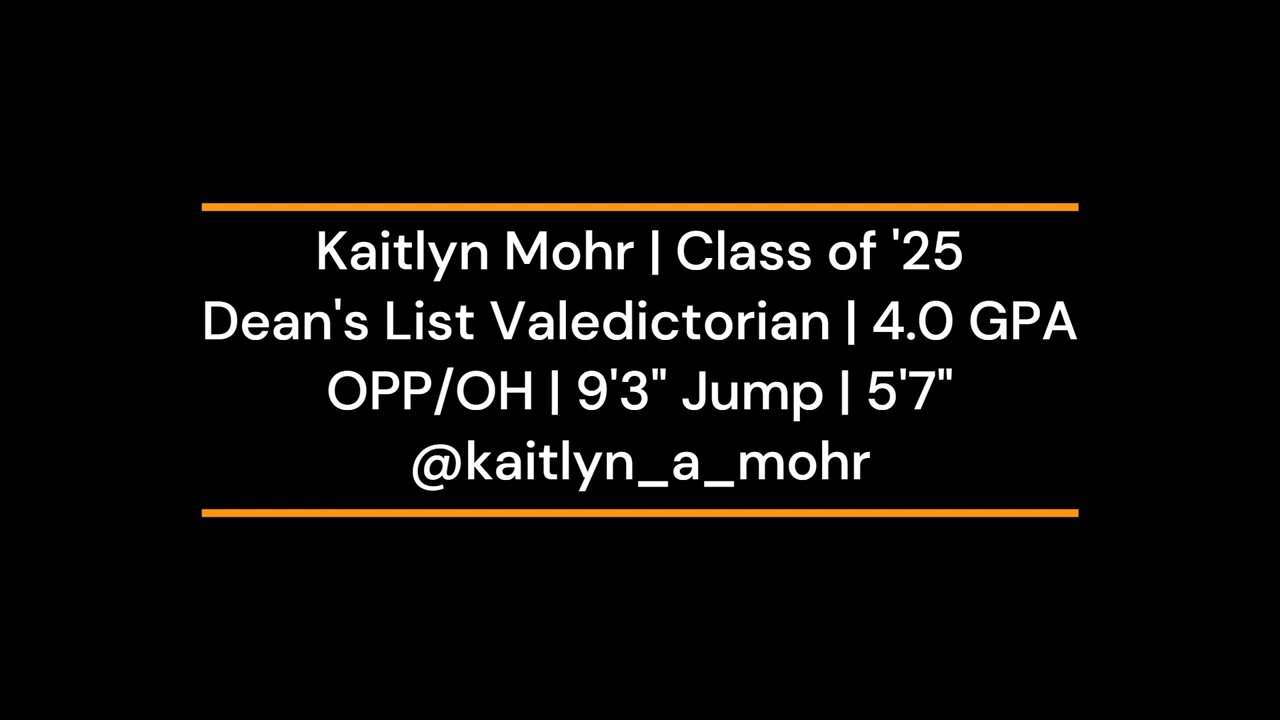 Kaitlyn Mohr | Class of '25
Dean's List Valedictorian | 4.0 GPA
OPP/OH | 9'3" Jump | 5'7"
@kaitlyn_a_mohr